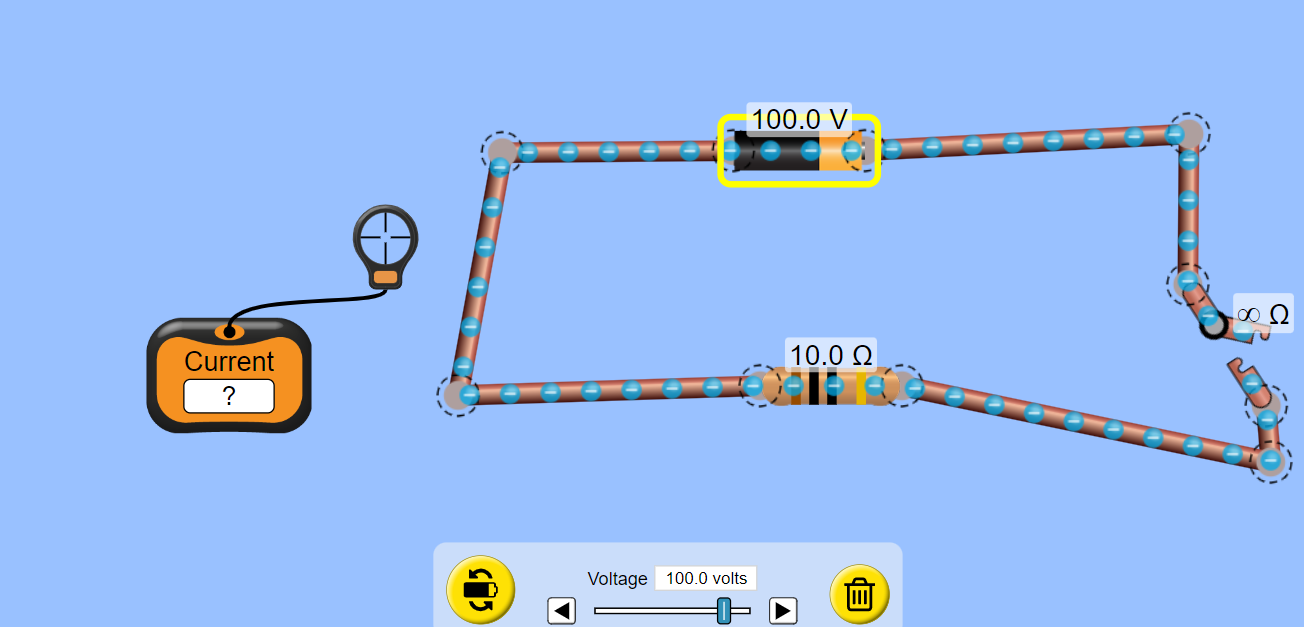 100.0 V
∞ Ω
10.0 Ω
Current
?
Voltage 100.0 volts